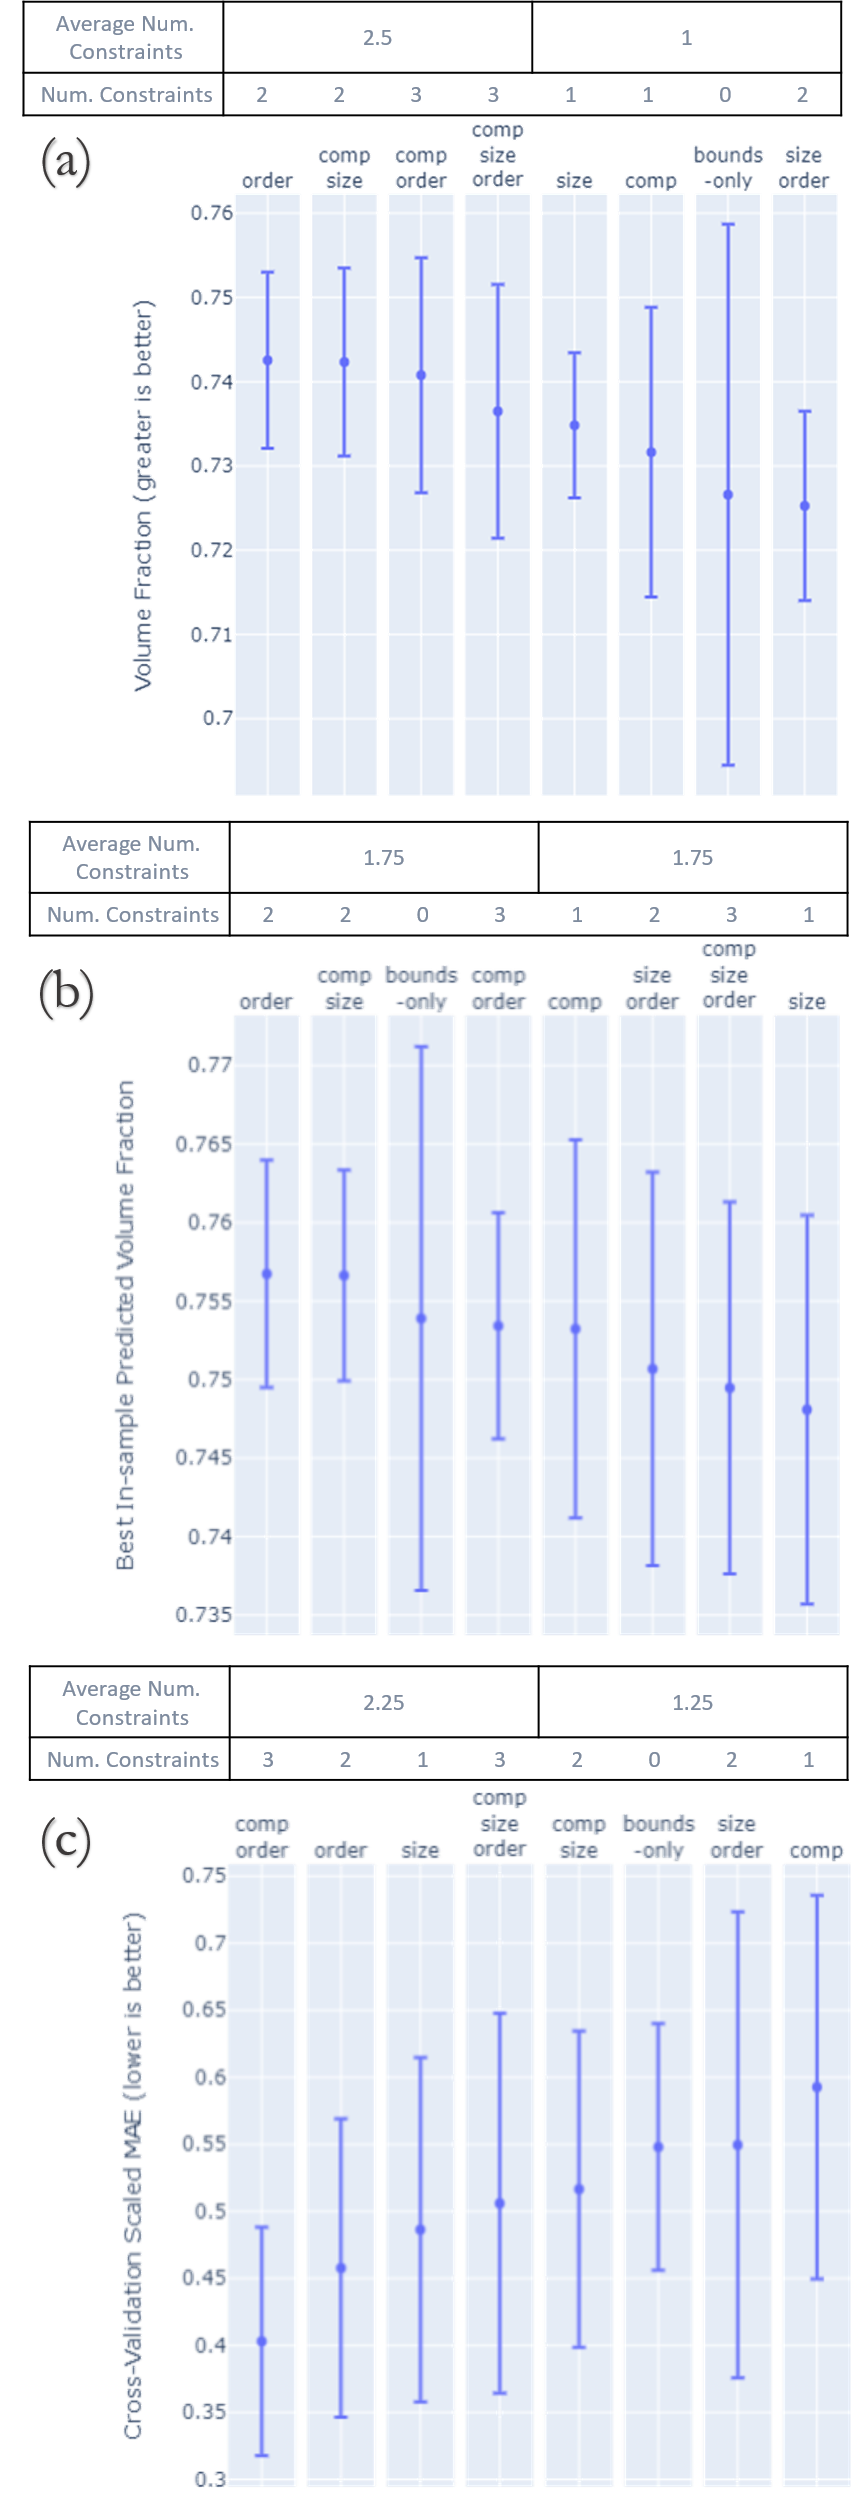 Average Num.
Constraints
2.5
1
Num. Constraints
2
2
3
3
1
1
0
2
(a)
order
comp
size
comp
order
comp
size
order
size
comp
bounds
-only
size
order
Volume Fraction (greater is better)
0.76
0.75
0.74
0.73
0.72
0.71
0.7
Average Num.
Constraints
1.75
1.75
Num. Constraints
2
2
0
3
1
2
3
1
(b)
order
comp
size
bounds
-only
comp
order
comp
size
order
comp
size
order
size
Best In-sample Predicted Volume Fraction
0.77
0.765
0.76
0.755
0.75
0.745
0.74
0.735
Average Num.
Constraints
2.25
1.25
Num. Constraints
3
2
1
3
2
0
2
1
(c)
comp
order
order
size
comp
size
order
comp
size
bounds
-only
size
order
comp
Cross-Validation Scaled MAE (lower is better)
0.75
0.7
0.65
0.6
0.55
0.5
0.45
0.4
0.35
0.3